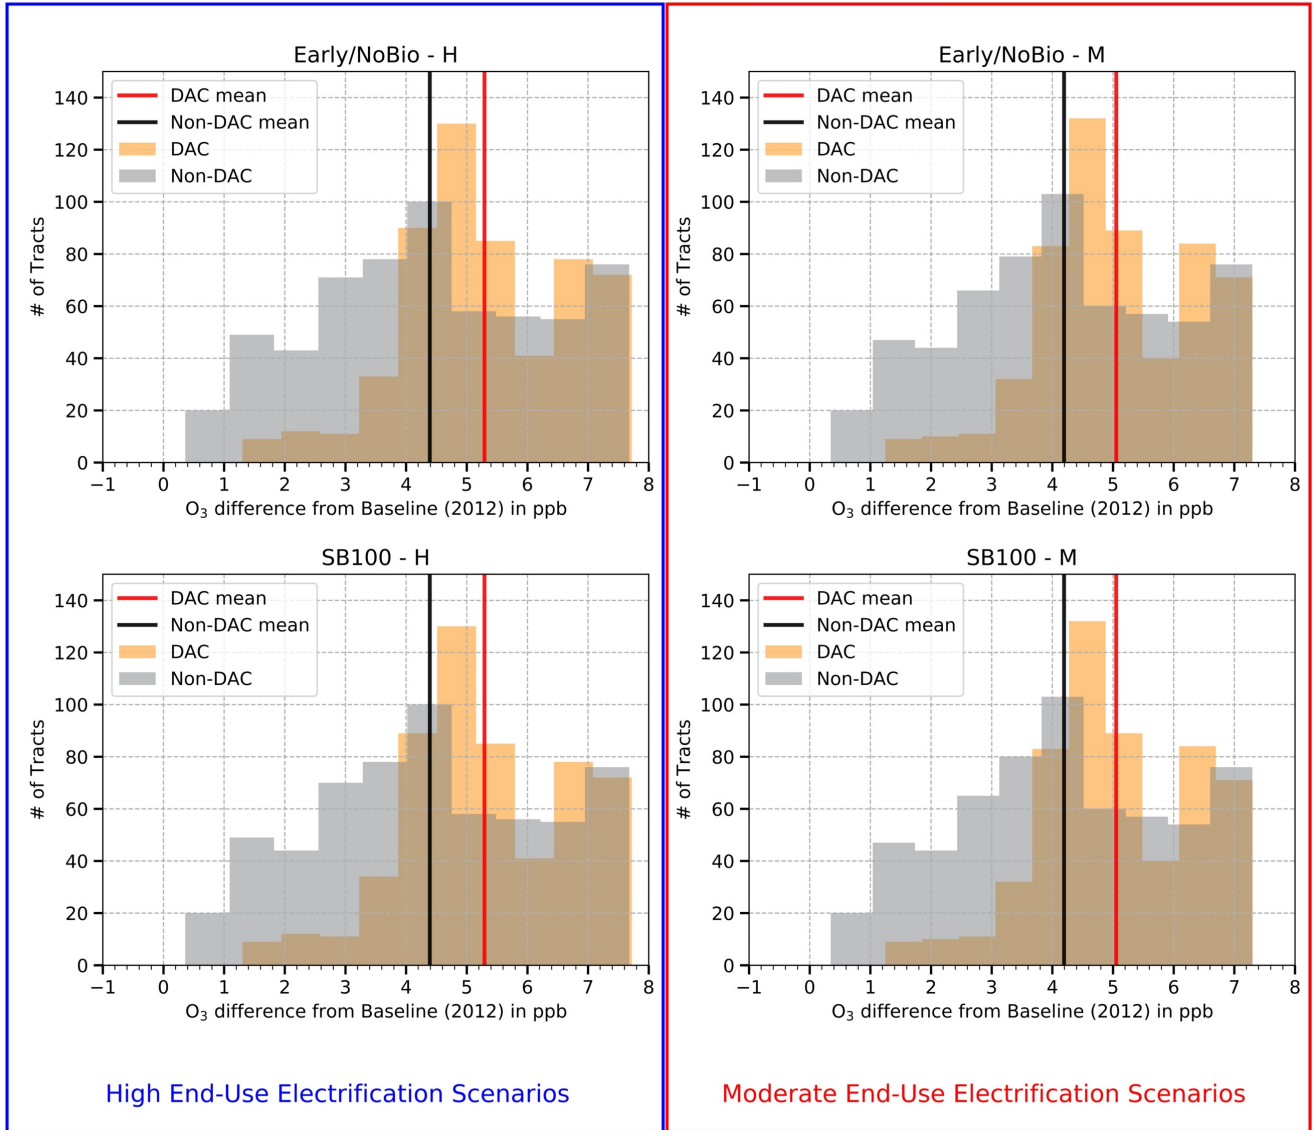 Early/NoBio - H
DAC mean
Non-DAC mean
DAC
Non-DAC
# of Tracts
140
120
100
80
60
40
20
0
−1 0 1 2 3 4 5 6 7 8
O₃ difference from Baseline (2012) in ppb
Early/NoBio - M
DAC mean
Non-DAC mean
DAC
Non-DAC
# of Tracts
140
120
100
80
60
40
20
0
−1 0 1 2 3 4 5 6 7 8
O₃ difference from Baseline (2012) in ppb
SB100 - H
DAC mean
Non-DAC mean
DAC
Non-DAC
# of Tracts
140
120
100
80
60
40
20
0
−1 0 1 2 3 4 5 6 7 8
O₃ difference from Baseline (2012) in ppb
SB100 - M
DAC mean
Non-DAC mean
DAC
Non-DAC
# of Tracts
140
120
100
80
60
40
20
0
−1 0 1 2 3 4 5 6 7 8
O₃ difference from Baseline (2012) in ppb
High End-Use Electrification Scenarios
Moderate End-Use Electrification Scenarios